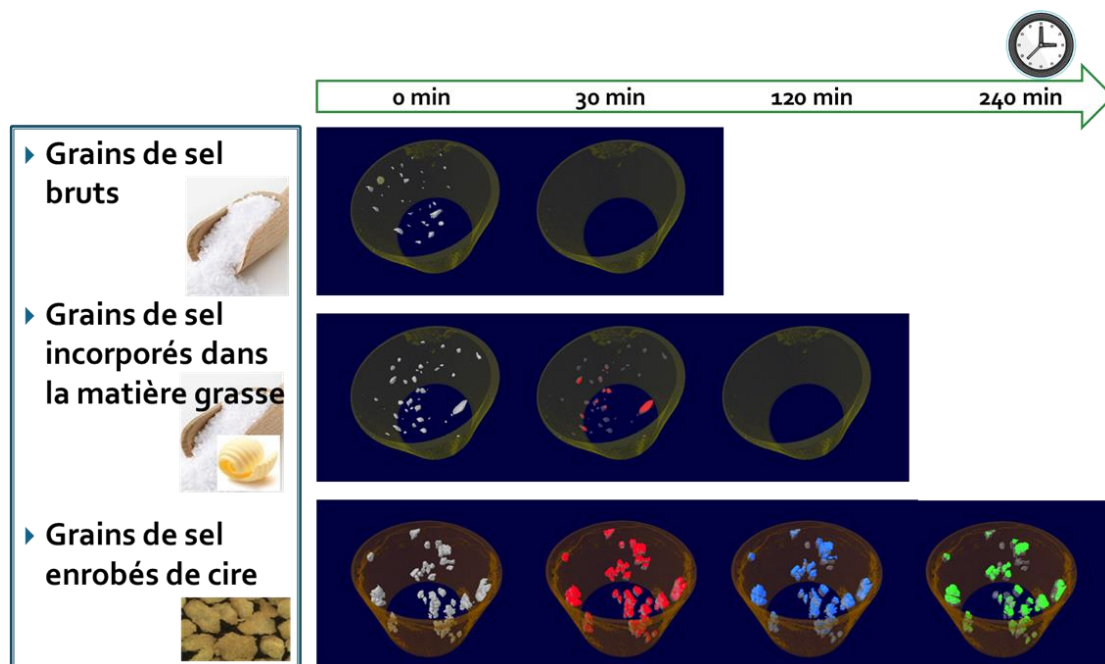 0 min 30 min 120 min 240 min
Grains de sel
bruts
Grains de sel
incorporés dans
la matière grasse
Grains de sel
enrobés de cire